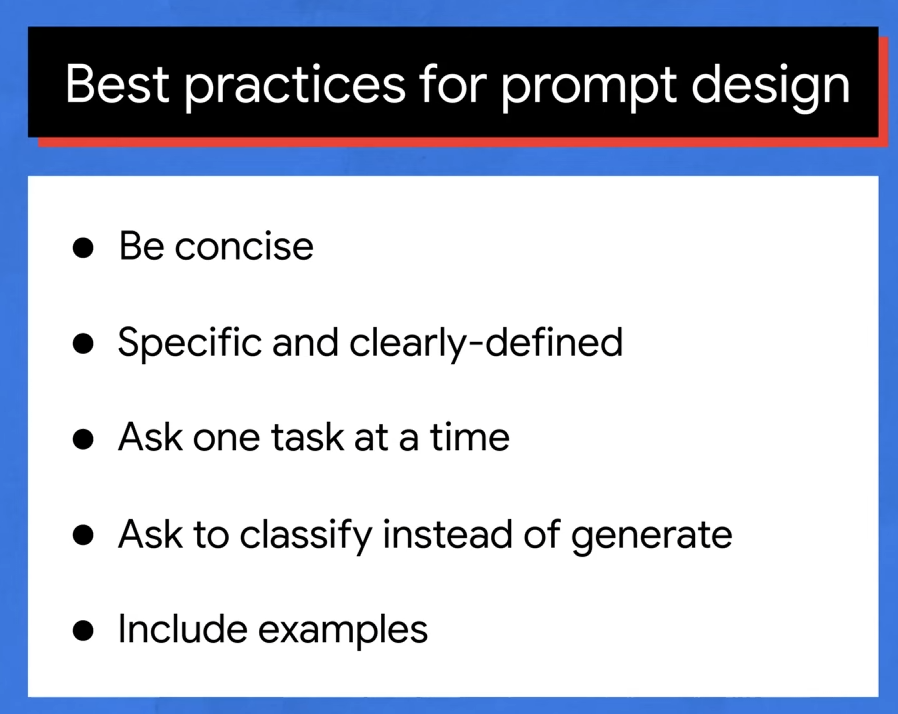 Best practices for prompt design
● Be concise
● Specific and clearly-defined
● Ask one task at a time
● Ask to classify instead of generate
● Include examples